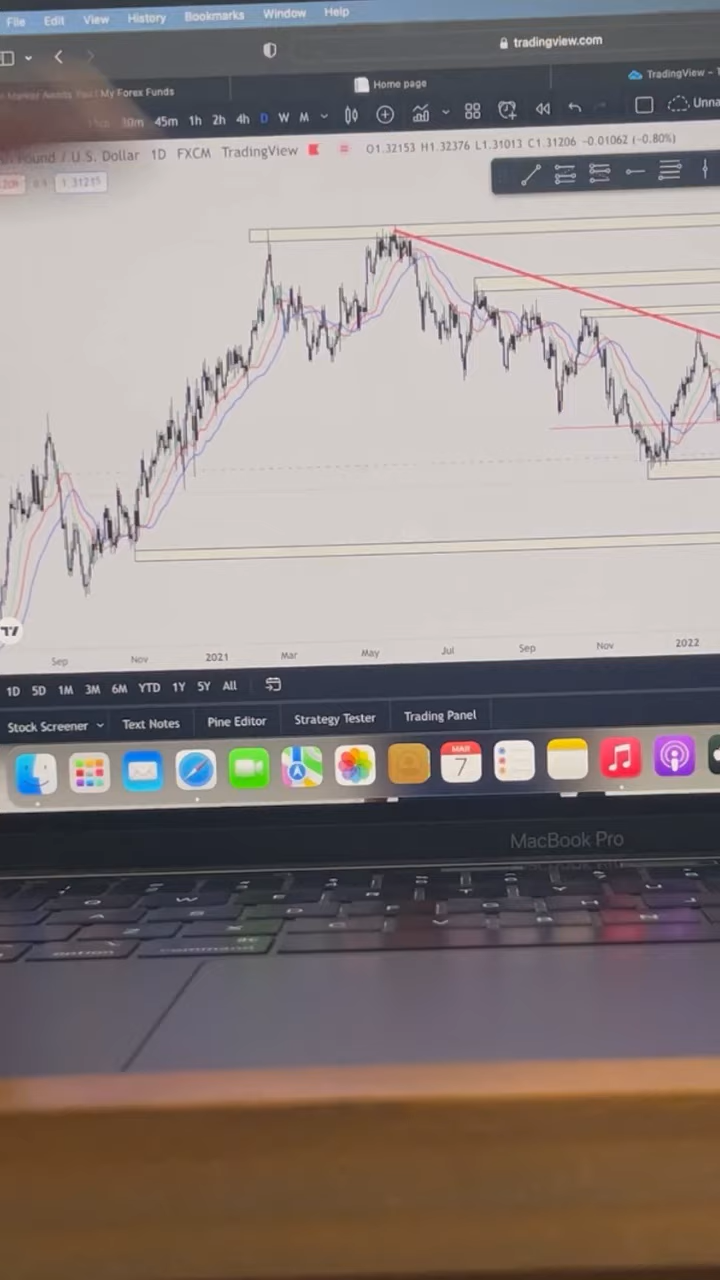 File Edit View History Bookmarks Window Help
tradingview.com
My Forex Funds
Home page
TradingView -
30m 45m 1h 2h 4h D W M
Pound / U.S. Dollar 1D FXCM TradingView O1.32153 H1.32376 L1.31013 C1.31206 -0.01062 (-0.80%)
1.31215
Sep Nov 2021 Mar May Jul Sep Nov 2022
1D 5D 1M 3M 6M YTD 1Y 5Y All
Stock Screener Text Notes Pine Editor Strategy Tester Trading Panel
MAR
7
MacBook Pro
option command